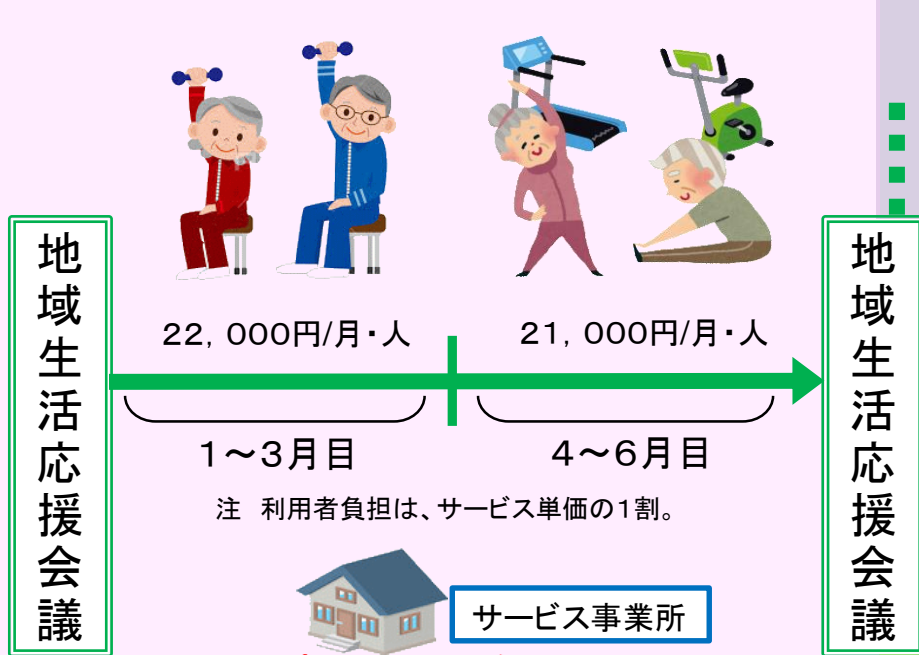 地域生活応援会議
22，000円/月・人
21，000円/月・人
1～3月目
4～6月目
注　利用者負担は、サービス単価の1割。
サービス事業所
地域生活応援会議